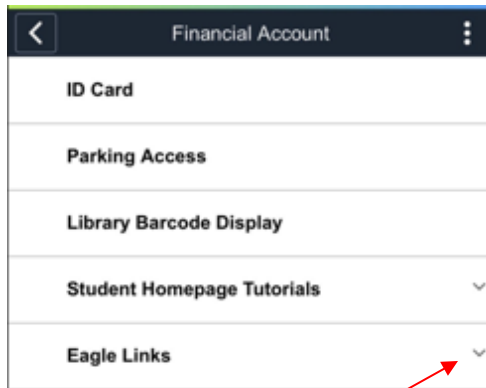 Financial Account
ID Card
Parking Access
Library Barcode Display
Student Homepage Tutorials
Eagle Links